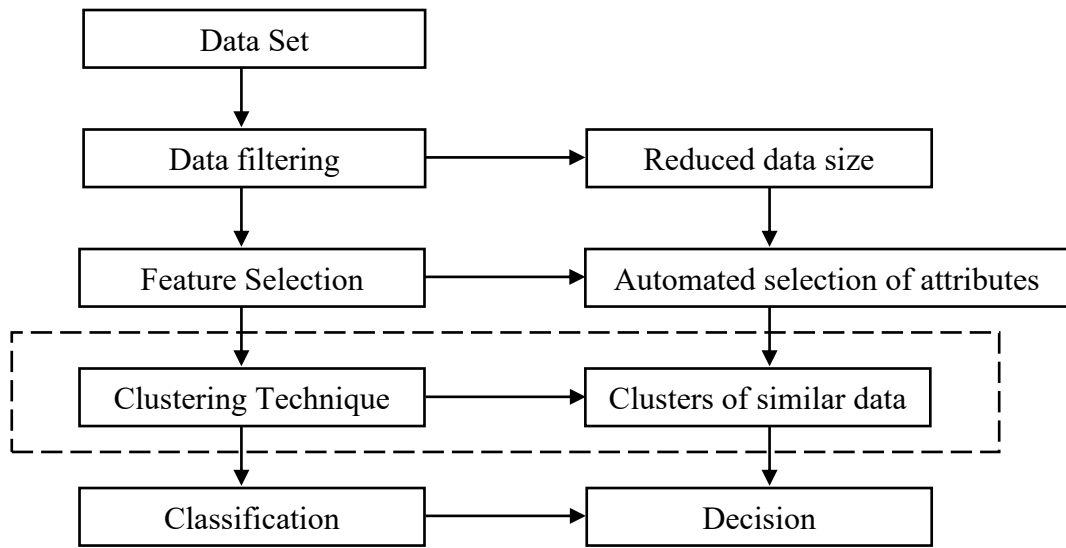 Data Set
Data filtering
Reduced data size
Feature Selection
Automated selection of attributes
Clustering Technique
Clusters of similar data
Classification
Decision